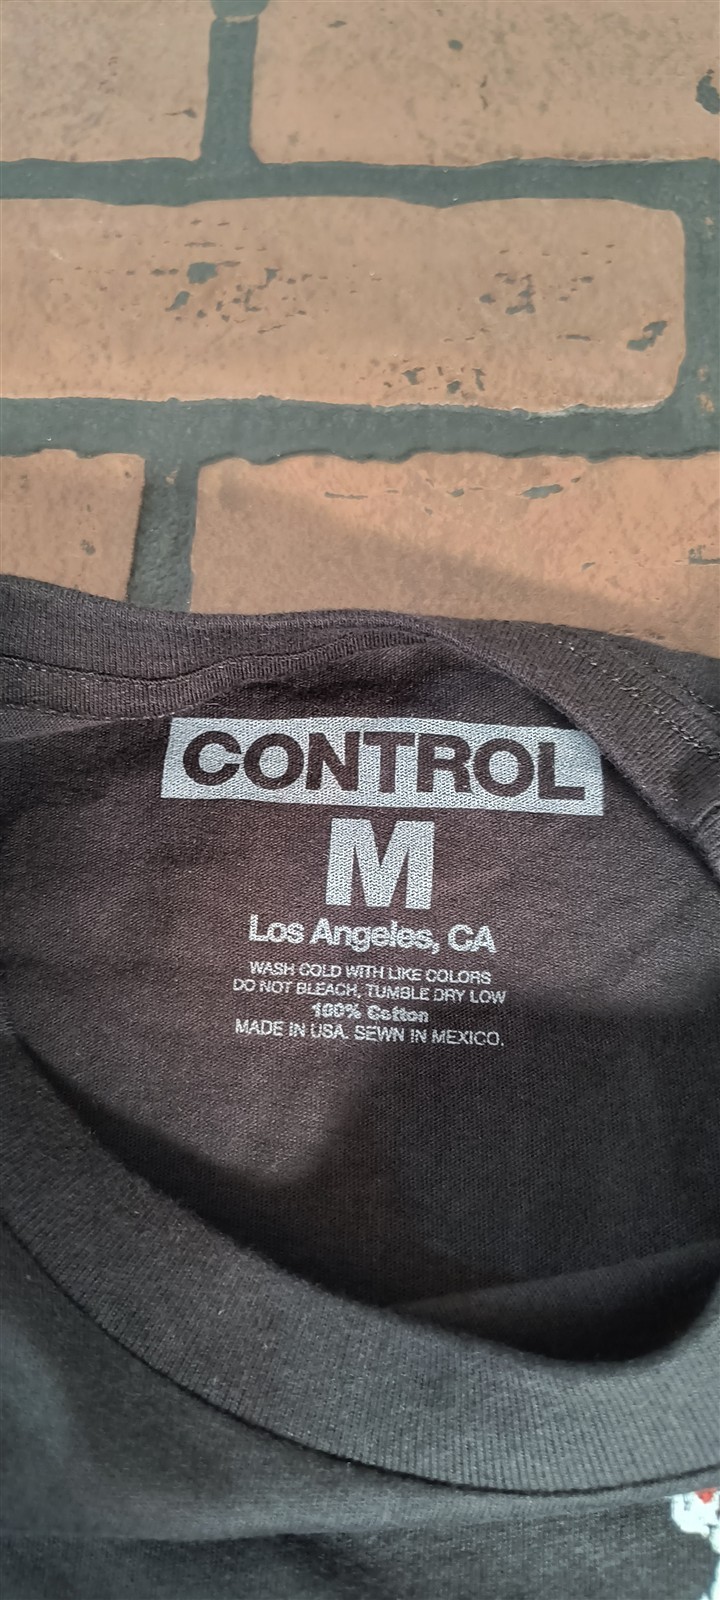 CONTROL
M
Los Angeles, CA
WASH COLD WITH LIKE COLORS
DO NOT BLEACH, TUMBLE DRY LOW
100% Cotton
MADE IN USA. SEWN IN MEXICO.